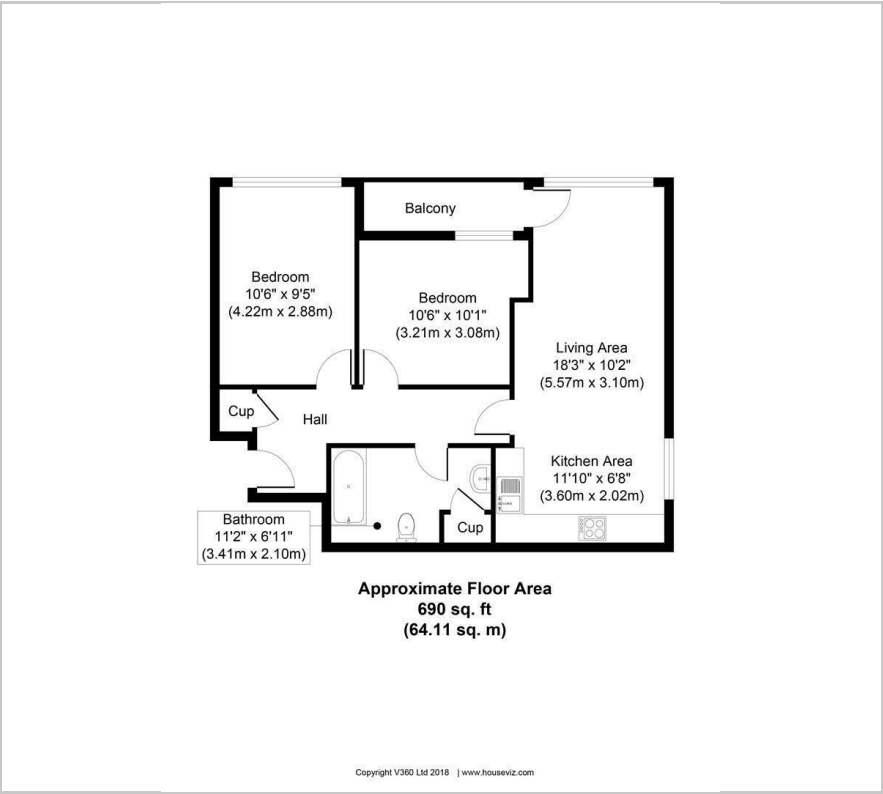 Balcony
Bedroom
10'6" x 9'5"
(4.22m x 2.88m)
Bedroom
10'6" x 10'1"
(3.21m x 3.08m)
Living Area
18'3" x 10'2"
(5.57m x 3.10m)
Cup
Hall
Kitchen Area
11'10" x 6'8"
(3.60m x 2.02m)
Bathroom
11'2" x 6'11"
(3.41m x 2.10m)
Cup
Approximate Floor Area
690 sq. ft
(64.11 sq. m)
Copyright V360 Ltd 2018 | www.houseviz.com